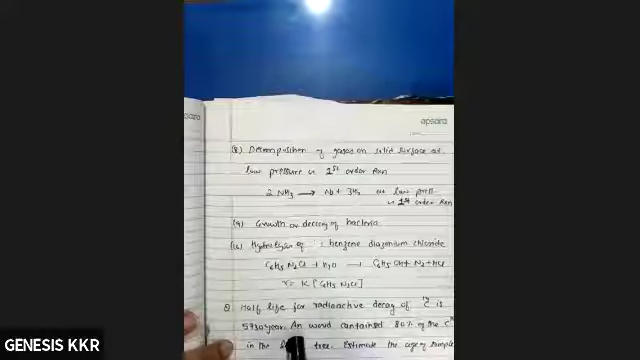 apsara
(8) Decomposition of gases on solid surface at
low pressure is 1st order Rxn
2 NH3 → N2 + 3H2 at low press.
is 1st order Rxn
(9) Growth or decay of bacteria
(10) Hydrolysis of : benzene diazonium chloride
C6H5 N2Cl + H2O → C6H5 OH + N2 + HCl
r = K [C6H5 N2Cl]
Q Half life for radioactive decay of 14C is
5730 year. An wood contained 80% of the C14
in the tree. Estimate the age of sample
GENESIS KKR